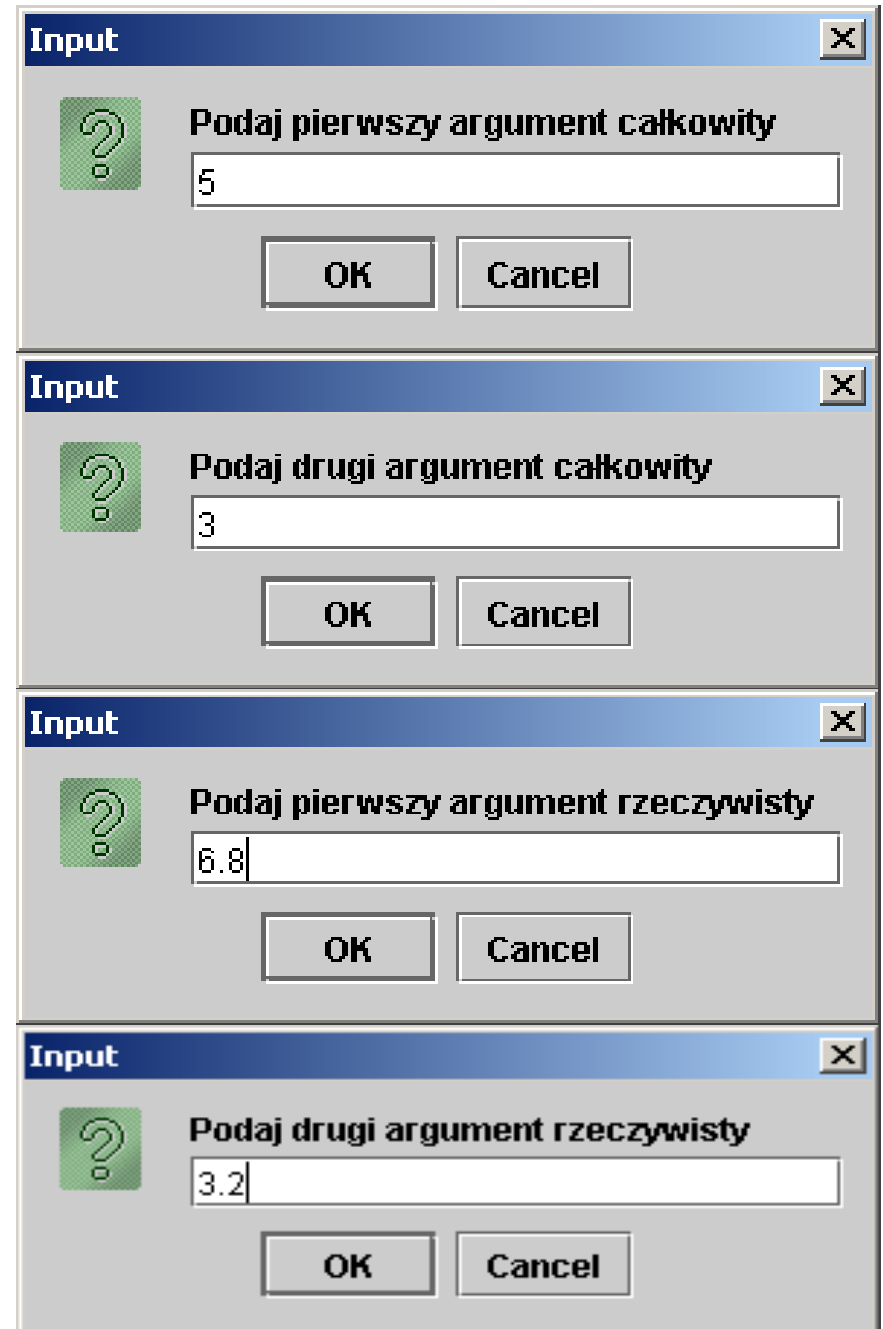 Input
Podaj pierwszy argument całkowity
5
OK Cancel
Input
Podaj drugi argument całkowity
3
OK Cancel
Input
Podaj pierwszy argument rzeczywisty
6.8
OK Cancel
Input
Podaj drugi argument rzeczywisty
3.2
OK Cancel